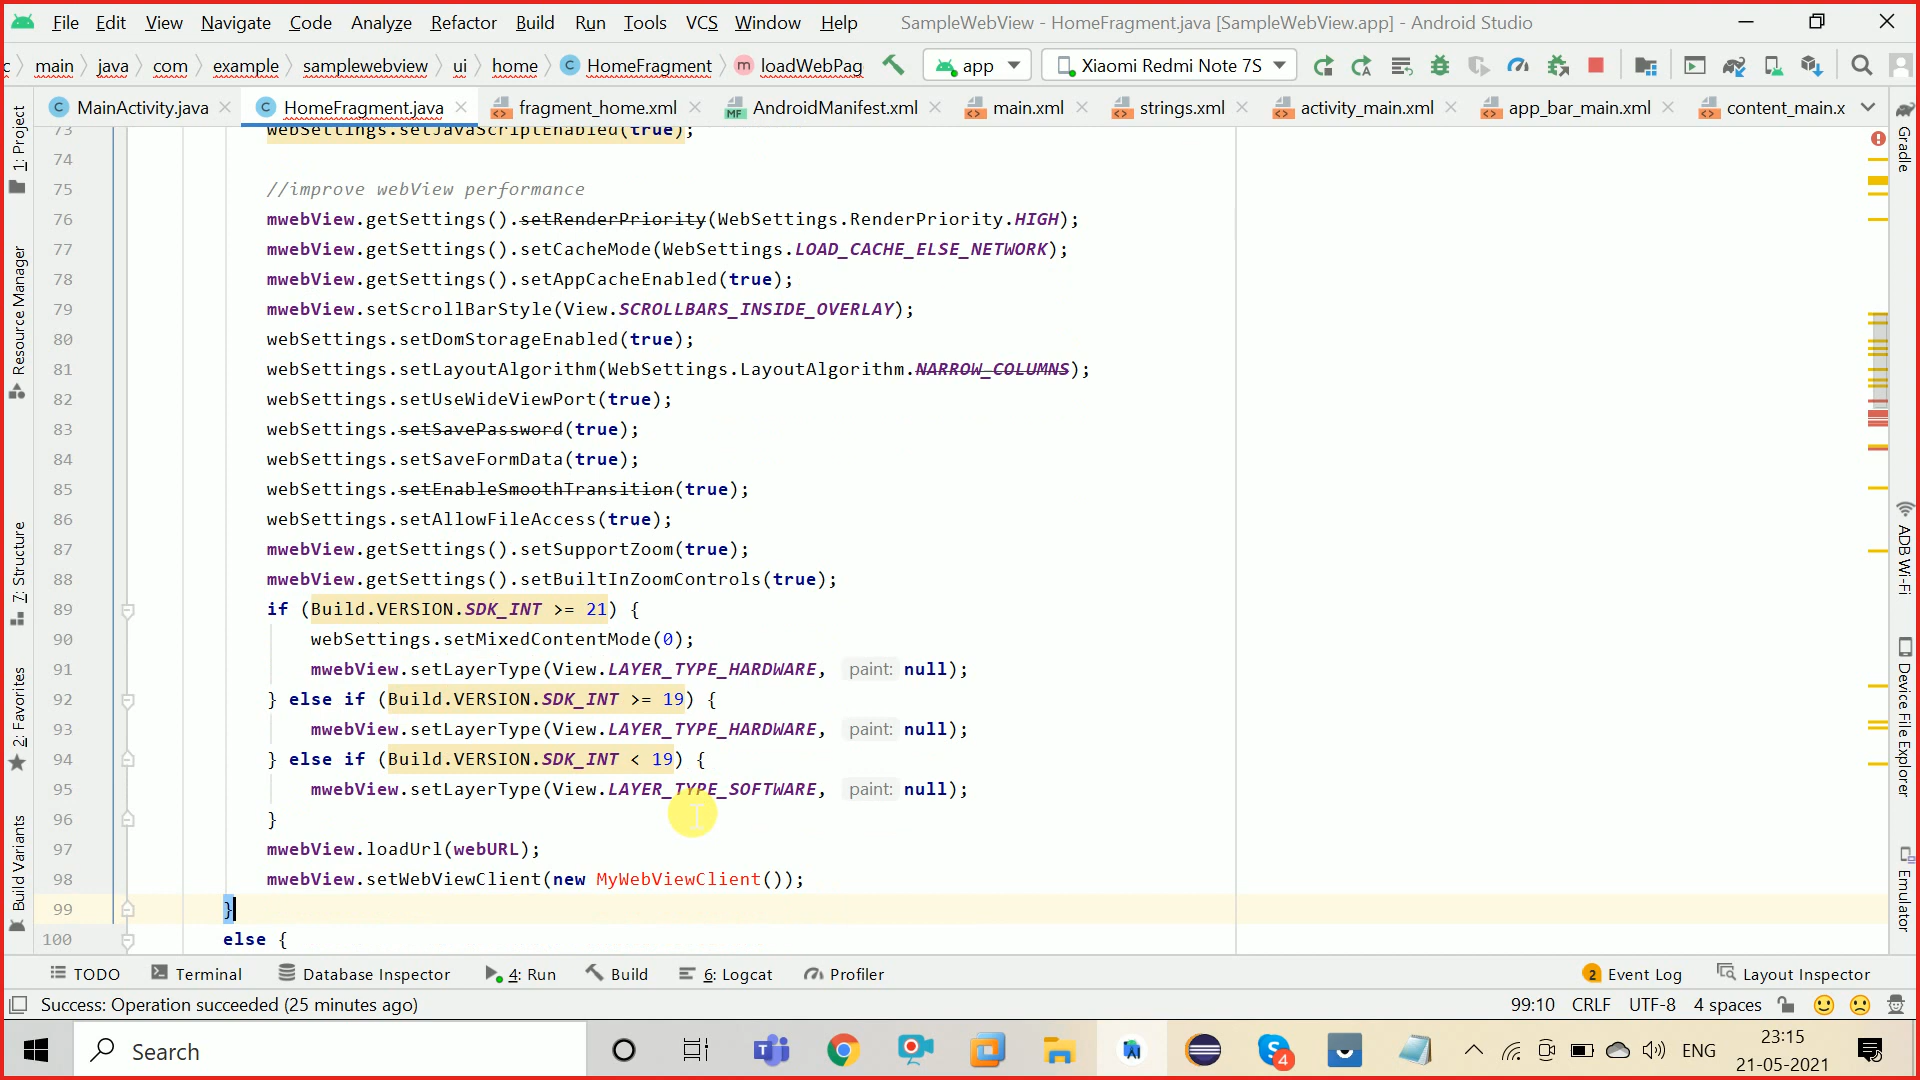 File Edit View Navigate Code Analyze Refactor Build Run Tools VCS Window Help SampleWebView - HomeFragment.java [SampleWebView.app] - Android Studio
c main java com example samplewebview ui home C HomeFragment m loadWebPag app Xiaomi Redmi Note 7S
C MainActivity.java C HomeFragment.java fragment_home.xml MF AndroidManifest.xml main.xml strings.xml activity_main.xml app_bar_main.xml content_main.x
73 webSettings.setJavaScriptEnabled(true);
74
75 //improve webView performance
76 mwebView.getSettings().setRenderPriority(WebSettings.RenderPriority.HIGH);
77 mwebView.getSettings().setCacheMode(WebSettings.LOAD_CACHE_ELSE_NETWORK);
78 mwebView.getSettings().setAppCacheEnabled(true);
79 mwebView.setScrollBarStyle(View.SCROLLBARS_INSIDE_OVERLAY);
80 webSettings.setDomStorageEnabled(true);
81 webSettings.setLayoutAlgorithm(WebSettings.LayoutAlgorithm.NARROW_COLUMNS);
82 webSettings.setUseWideViewPort(true);
83 webSettings.setSavePassword(true);
84 webSettings.setSaveFormData(true);
85 webSettings.setEnableSmoothTransition(true);
86 webSettings.setAllowFileAccess(true);
87 mwebView.getSettings().setSupportZoom(true);
88 mwebView.getSettings().setBuiltInZoomControls(true);
89 if (Build.VERSION.SDK_INT >= 21) {
90 webSettings.setMixedContentMode(0);
91 mwebView.setLayerType(View.LAYER_TYPE_HARDWARE, paint: null);
92 } else if (Build.VERSION.SDK_INT >= 19) {
93 mwebView.setLayerType(View.LAYER_TYPE_HARDWARE, paint: null);
94 } else if (Build.VERSION.SDK_INT < 19) {
95 mwebView.setLayerType(View.LAYER_TYPE_SOFTWARE, paint: null);
96 }
97 mwebView.loadUrl(webURL);
98 mwebView.setWebViewClient(new MyWebViewClient());
99 }
100 else {
1: Project
Resource Manager
7: Structure
2: Favorites
Build Variants
Gradle
ADB Wi-Fi
Device File Explorer
Emulator
TODO Terminal Database Inspector 4: Run Build 6: Logcat Profiler 2 Event Log Layout Inspector
Success: Operation succeeded (25 minutes ago) 99:10 CRLF UTF-8 4 spaces
Search 4 ENG 23:15
21-05-2021